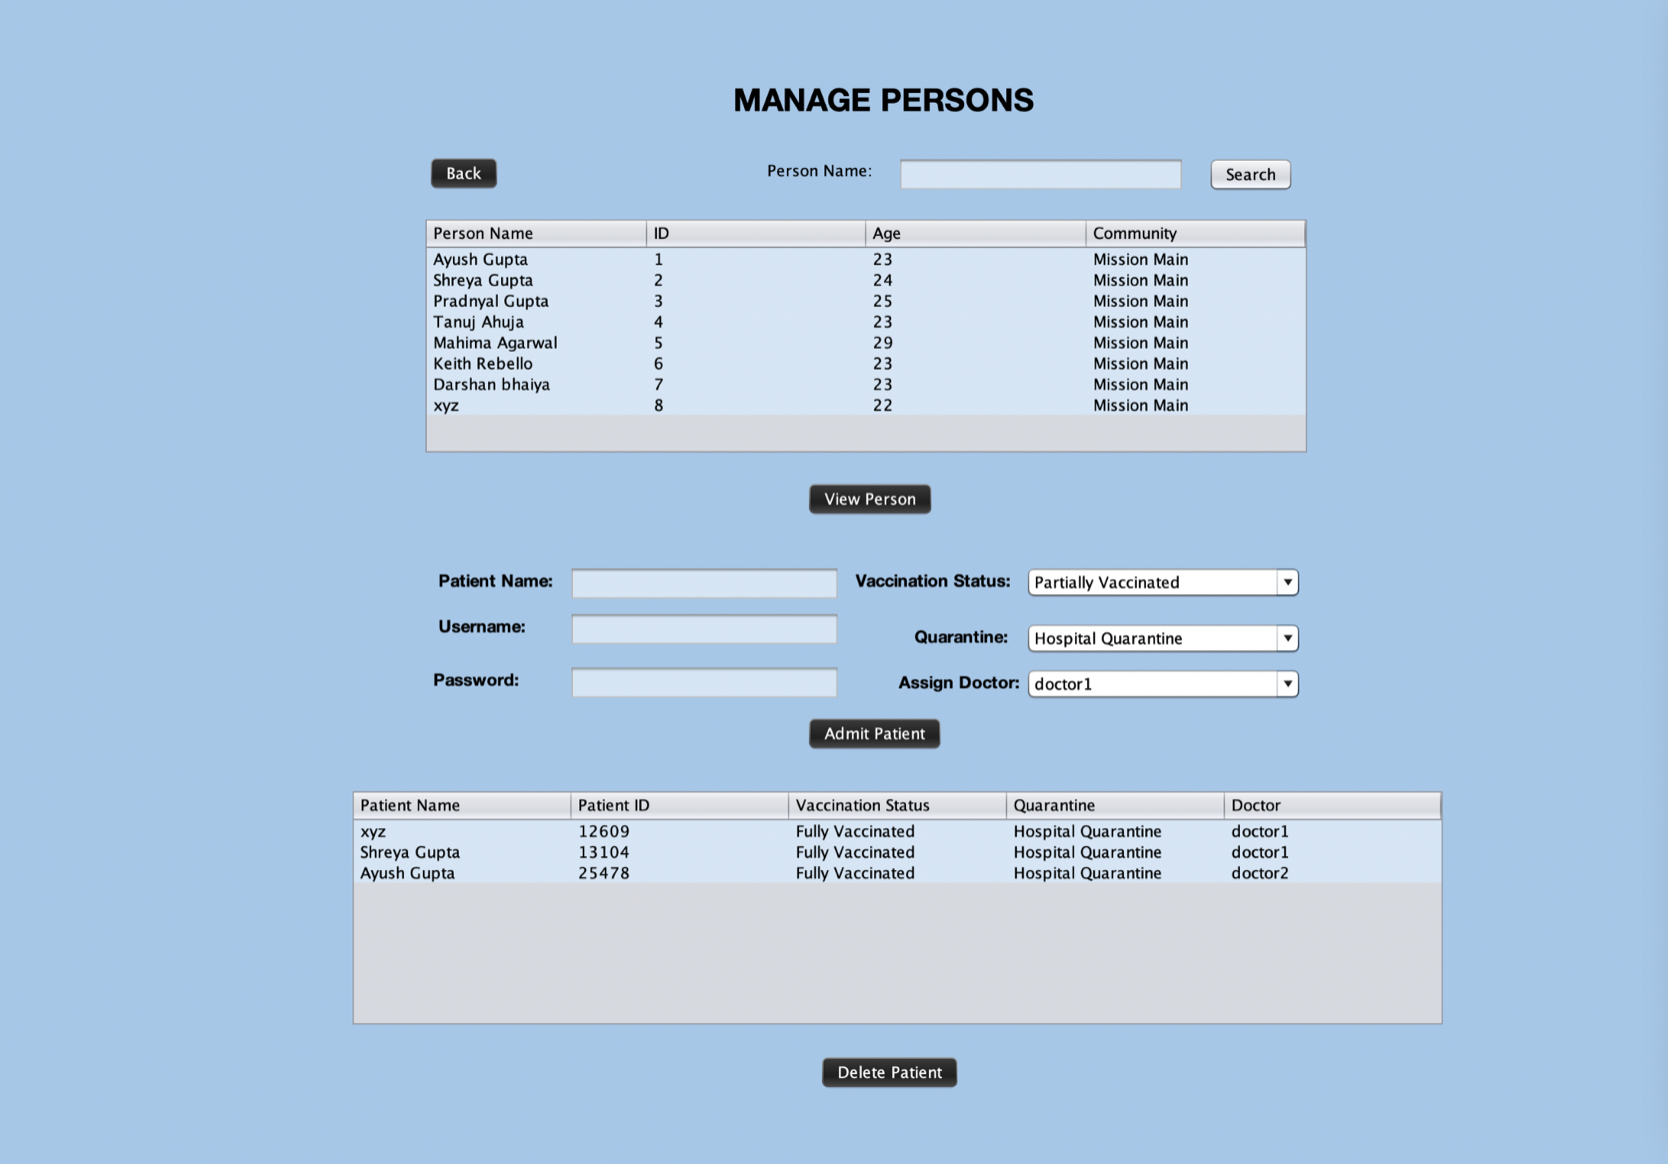 MANAGE PERSONS
Back Person Name: Search
Person Name ID Age Community
Ayush Gupta 1 23 Mission Main
Shreya Gupta 2 24 Mission Main
Pradnyal Gupta 3 25 Mission Main
Tanuj Ahuja 4 23 Mission Main
Mahima Agarwal 5 29 Mission Main
Keith Rebello 6 23 Mission Main
Darshan bhaiya 7 23 Mission Main
xyz 8 22 Mission Main
View Person
Patient Name: Vaccination Status: Partially Vaccinated
Username: Quarantine: Hospital Quarantine
Password: Assign Doctor: doctor1
Admit Patient
Patient Name Patient ID Vaccination Status Quarantine Doctor
xyz 12609 Fully Vaccinated Hospital Quarantine doctor1
Shreya Gupta 13104 Fully Vaccinated Hospital Quarantine doctor1
Ayush Gupta 25478 Fully Vaccinated Hospital Quarantine doctor2
Delete Patient